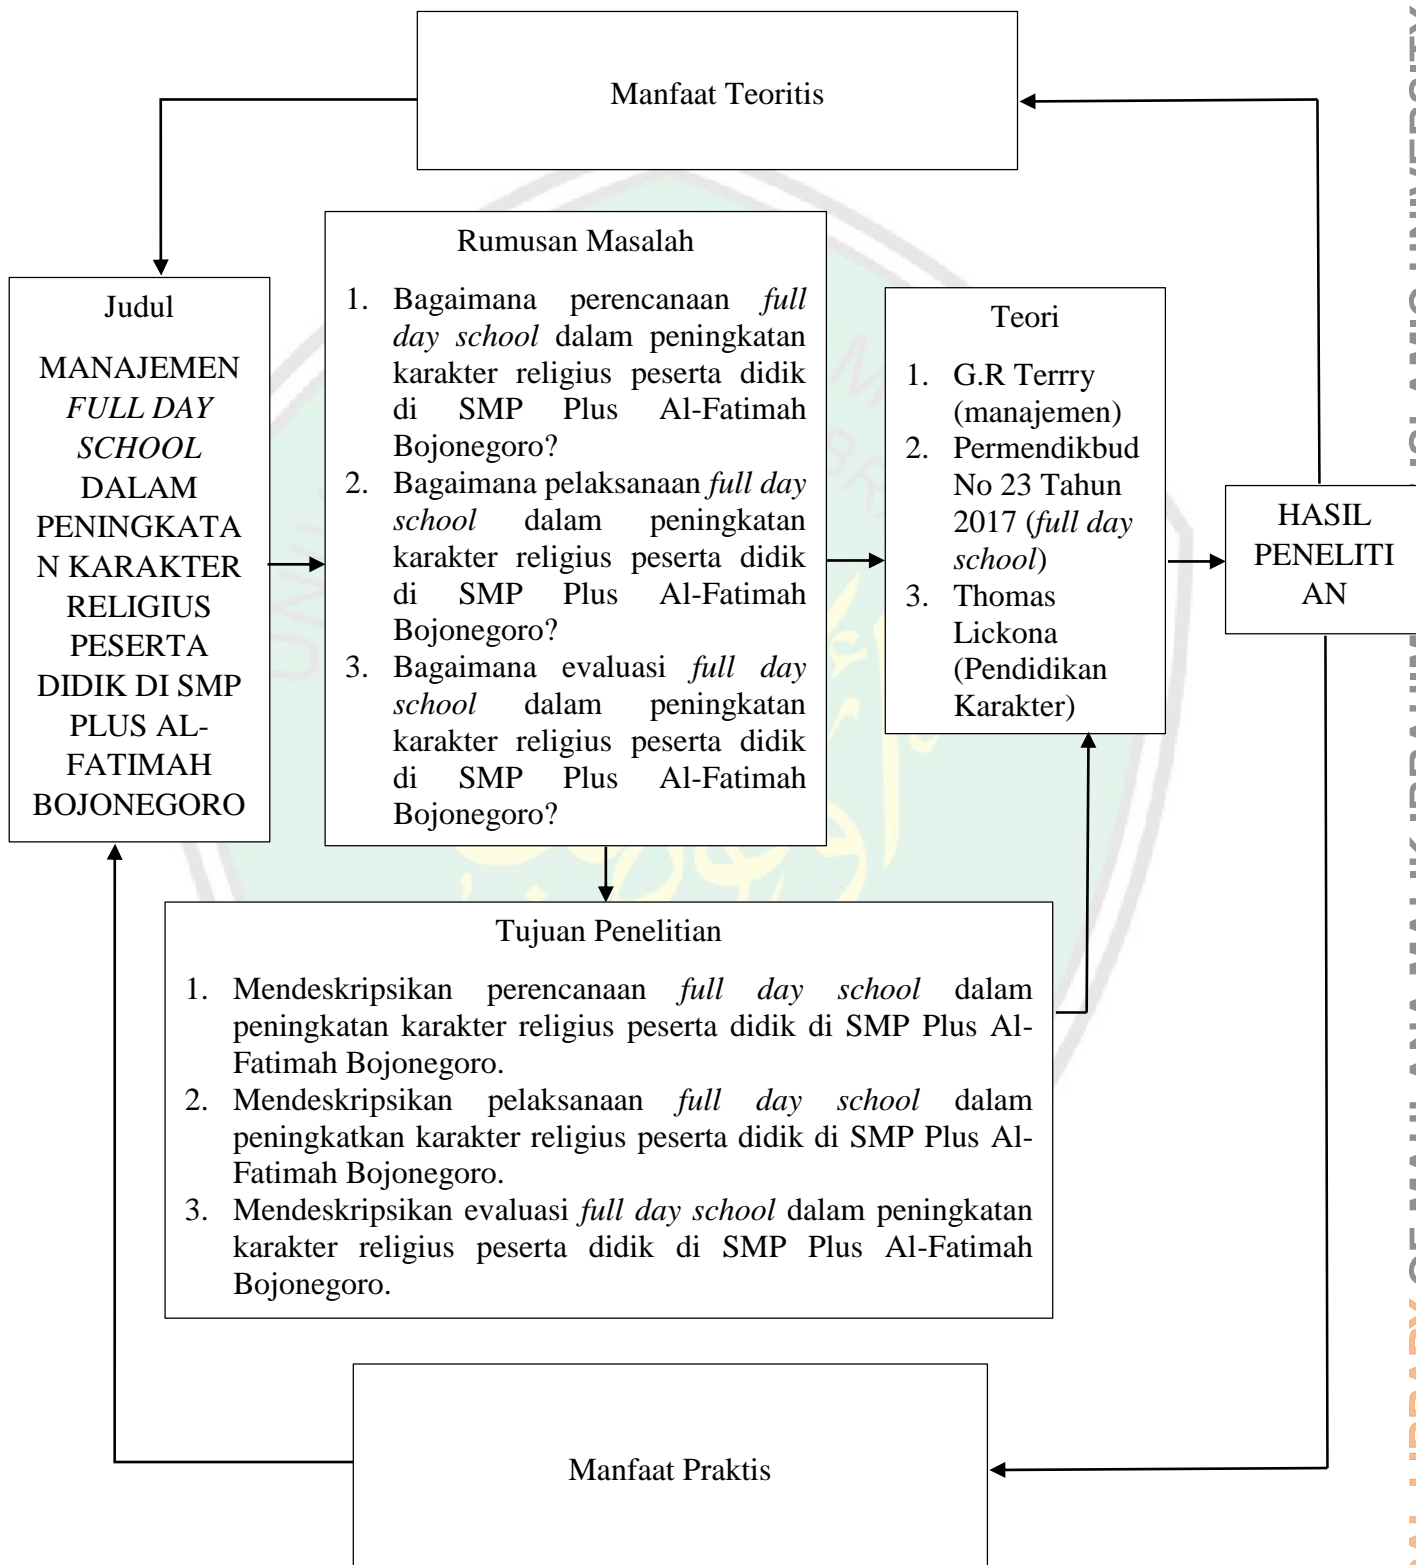 Manfaat Teoritis
Judul
MANAJEMEN
FULL DAY
SCHOOL
DALAM
PENINGKATA
N KARAKTER
RELIGIUS
PESERTA
DIDIK DI SMP
PLUS AL-
FATIMAH
BOJONEGORO
Rumusan Masalah
1. Bagaimana perencanaan full
day school dalam peningkatan
karakter religius peserta didik
di SMP Plus Al-Fatimah
Bojonegoro?
2. Bagaimana pelaksanaan full day
school dalam peningkatan
karakter religius peserta didik
di SMP Plus Al-Fatimah
Bojonegoro?
3. Bagaimana evaluasi full day
school dalam peningkatan
karakter religius peserta didik
di SMP Plus Al-Fatimah
Bojonegoro?
Teori
1. G.R Terrry
(manajemen)
2. Permendikbud
No 23 Tahun
2017 (full day
school)
3. Thomas
Lickona
(Pendidikan
Karakter)
HASIL
PENELITI
AN
Tujuan Penelitian
1. Mendeskripsikan perencanaan full day school dalam
peningkatan karakter religius peserta didik di SMP Plus Al-
Fatimah Bojonegoro.
2. Mendeskripsikan pelaksanaan full day school dalam
peningkatkan karakter religius peserta didik di SMP Plus Al-
Fatimah Bojonegoro.
3. Mendeskripsikan evaluasi full day school dalam peningkatan
karakter religius peserta didik di SMP Plus Al-Fatimah
Bojonegoro.
Manfaat Praktis